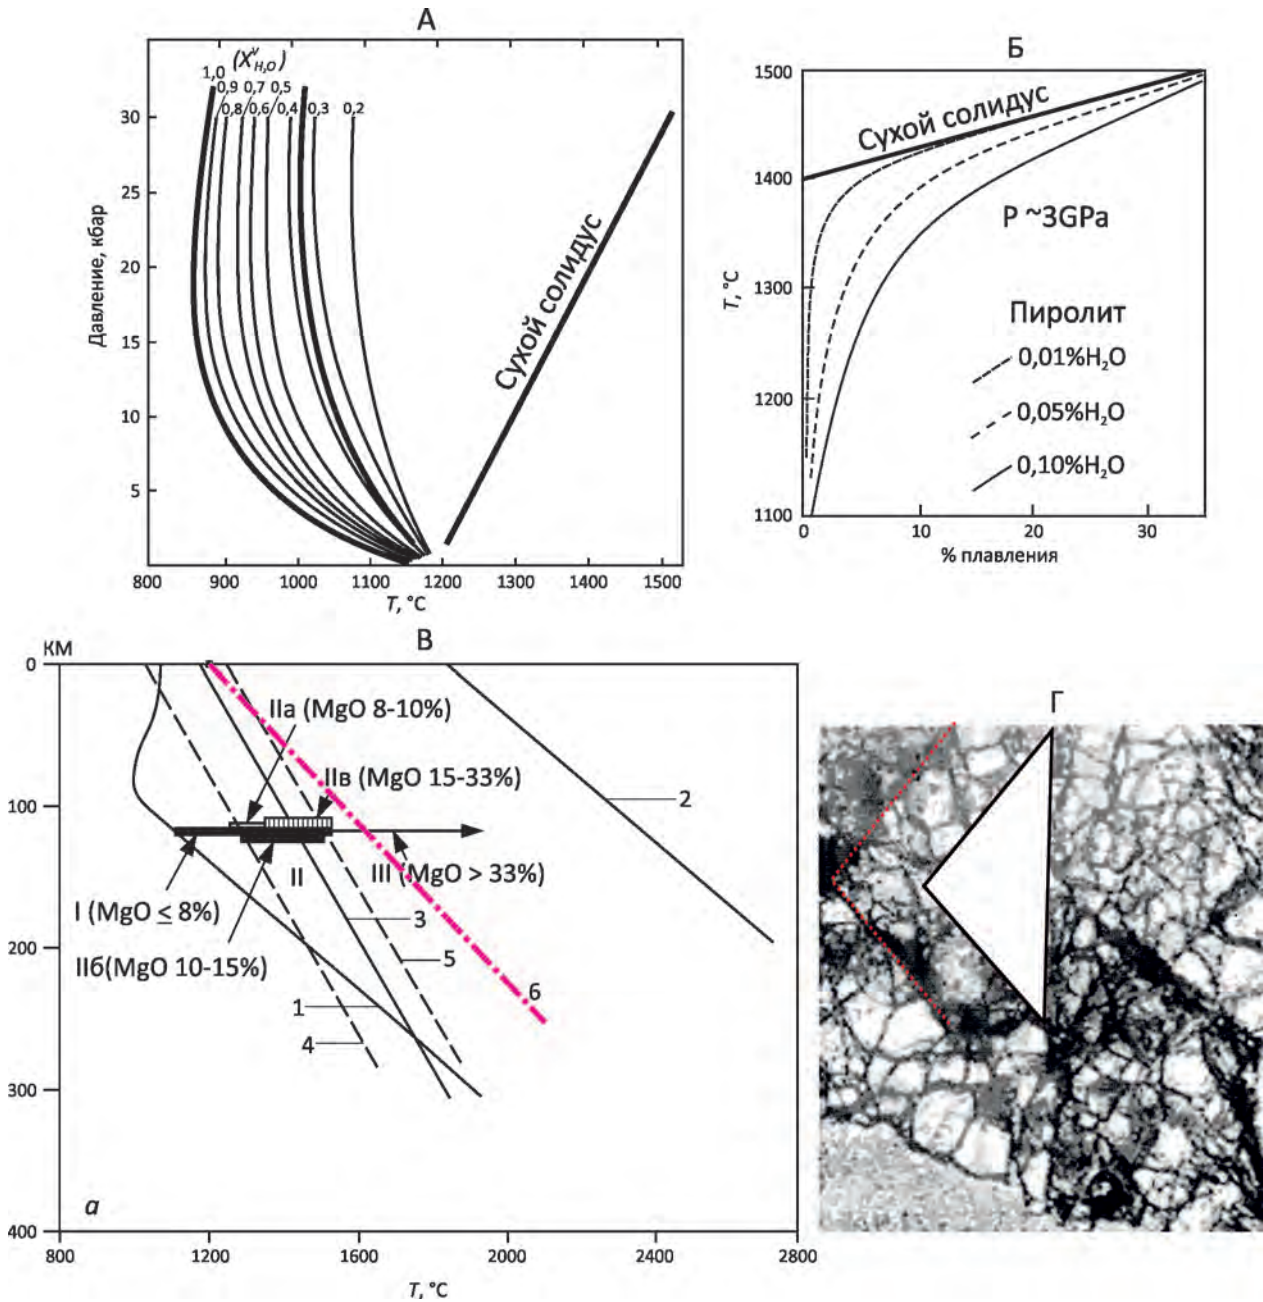 А
(X^v_H₂O)
1,0
0,9 0,7 0,5
0,8 0,6 0,4 0,3 0,2
30
25
20
15
10
5
Давление, кбар
Сухой солидус
800 900 1000 1100 1200 1300 1400 1500
T, °C
Б
1500
1400
1300
1200
1100
T, °C
Сухой солидус
P ~3GPa
Пиролит
0,01%H₂O
0,05%H₂O
0,10%H₂O
0 10 20 30
% плавления
В
КМ
0
100
200
300
400
IIа (MgO 8-10%)
IIв (MgO 15-33%)
2
II
III (MgO > 33%)
I (MgO ≤ 8%)
3
IIб(MgO 10-15%)
5
6
1
4
а
800 1200 1600 2000 2400 2800
T, °C
Г